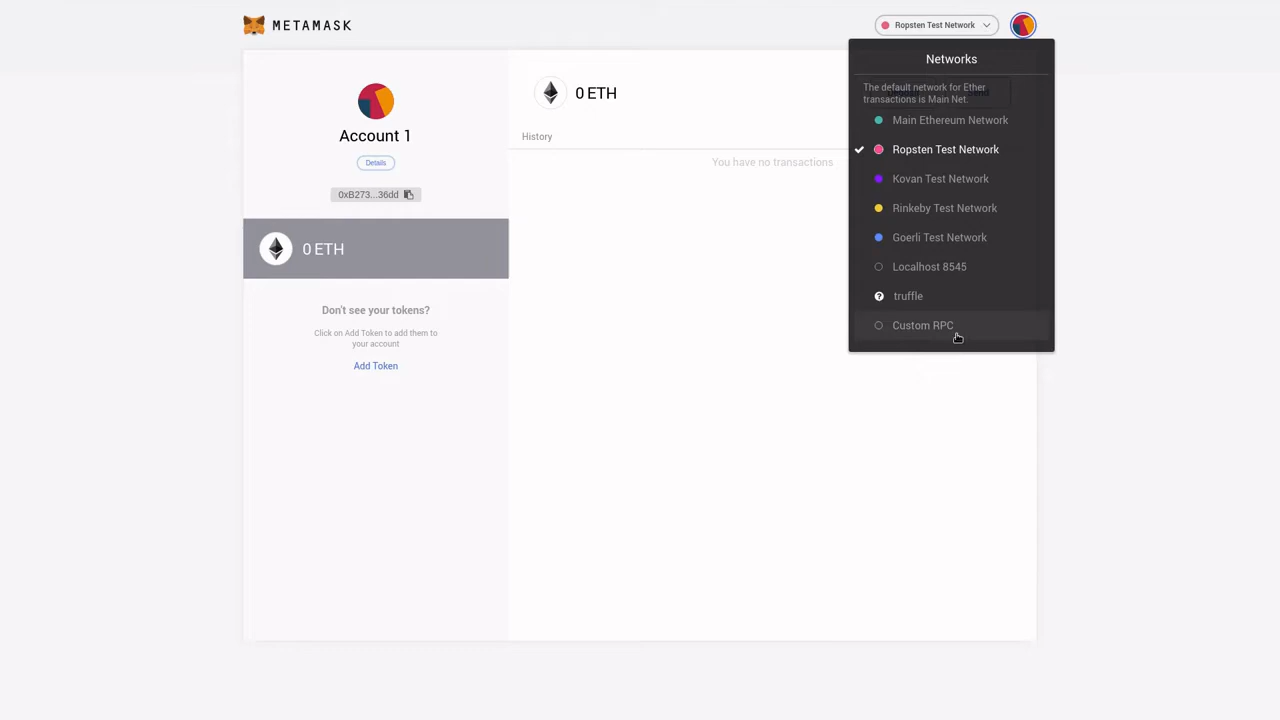 METAMASK
Ropsten Test Network
Account 1
Details
0xB273...36dd
0 ETH
Don't see your tokens?
Click on Add Token to add them to
your account
Add Token
0 ETH
History
You have no transactions
Networks
The default network for Ether
transactions is Main Net.
Main Ethereum Network
Ropsten Test Network
Kovan Test Network
Rinkeby Test Network
Goerli Test Network
Localhost 8545
? truffle
Custom RPC